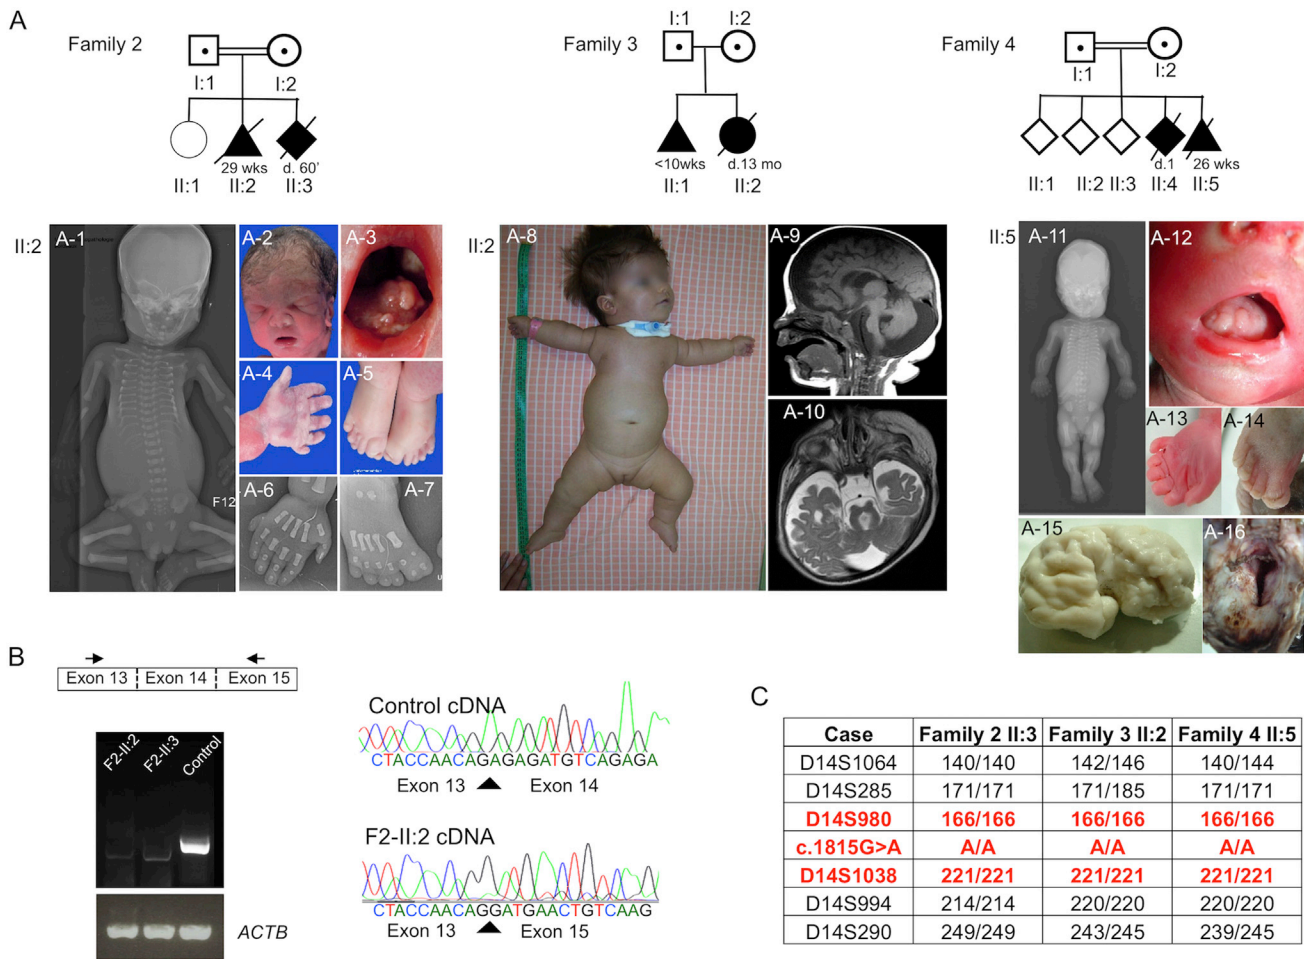 A
Family 2
I:1
I:2
29 wks
d. 60'
II:1
II:2
II:3
Family 3
I:1
I:2
<10wks
d.13 mo
II:1
II:2
Family 4
I:1
I:2
d.1
26 wks
II:1
II:2
II:3
II:4
II:5
II:2
A-1
A-2
A-3
A-4
A-5
F12
A-6
A-7
II:2
A-8
A-9
A-10
II:5
A-11
A-12
A-13
A-14
A-15
A-16
B
Exon 13
Exon 14
Exon 15
F2-II:2
F2-II:3
Control
ACTB
Control cDNA
CTACCAACAGAGAGATGTCAGAGA
Exon 13
Exon 14
F2-II:2 cDNA
CTACCAACAGGATGAACTGTCAAG
Exon 13
Exon 15
C
Case Family 2 II:3 Family 3 II:2 Family 4 II:5
D14S1064 140/140 142/146 140/144
D14S285 171/171 171/185 171/171
D14S980 166/166 166/166 166/166
c.1815G>A A/A A/A A/A
D14S1038 221/221 221/221 221/221
D14S994 214/214 220/220 220/220
D14S290 249/249 243/245 239/245